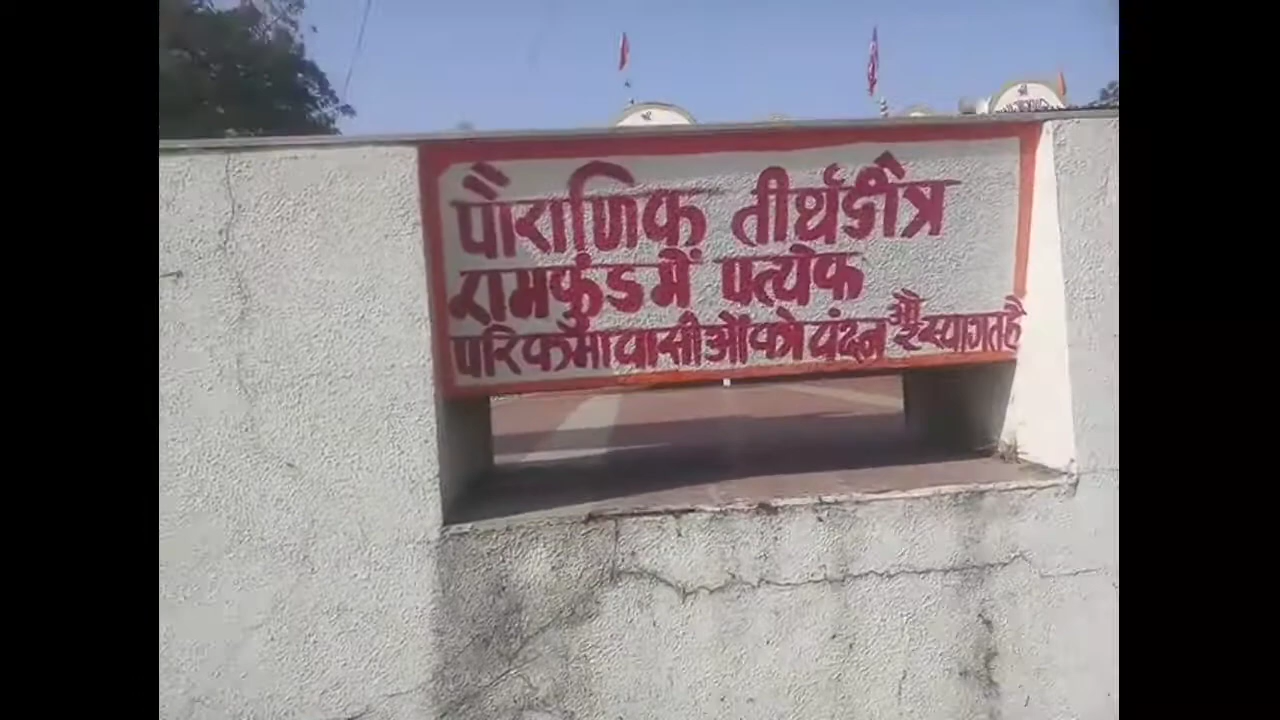 पौराणिक तीर्थक्षेत्र
रामकुंड में प्रत्येक
परिक्रमावासीओं को वंदन और स्वागत है
श्री